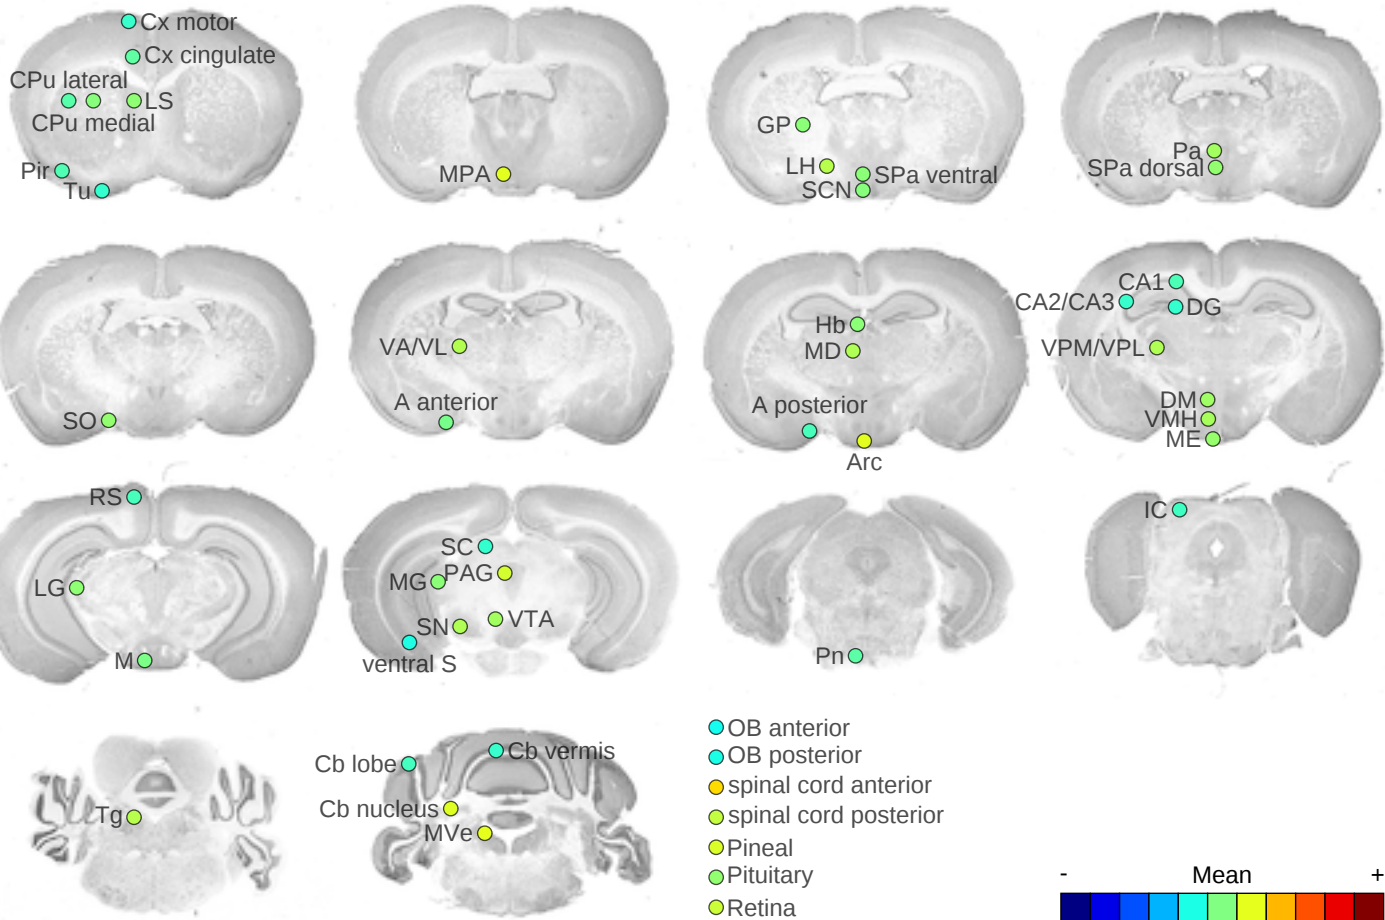 Cx motor
Cx cingulate
CPu lateral
LS
CPu medial
Pir
Tu
MPA
GP
LH
SPa ventral
SCN
Pa
SPa dorsal
SO
VA/VL
A anterior
Hb
MD
A posterior
Arc
CA1
CA2/CA3
DG
VPM/VPL
DM
VMH
ME
RS
LG
M
SC
MG
PAG
SN
VTA
ventral S
Pn
IC
Tg
Cb lobe
Cb vermis
Cb nucleus
MVe
OB anterior
OB posterior
spinal cord anterior
spinal cord posterior
Pineal
Pituitary
Retina
- Mean +